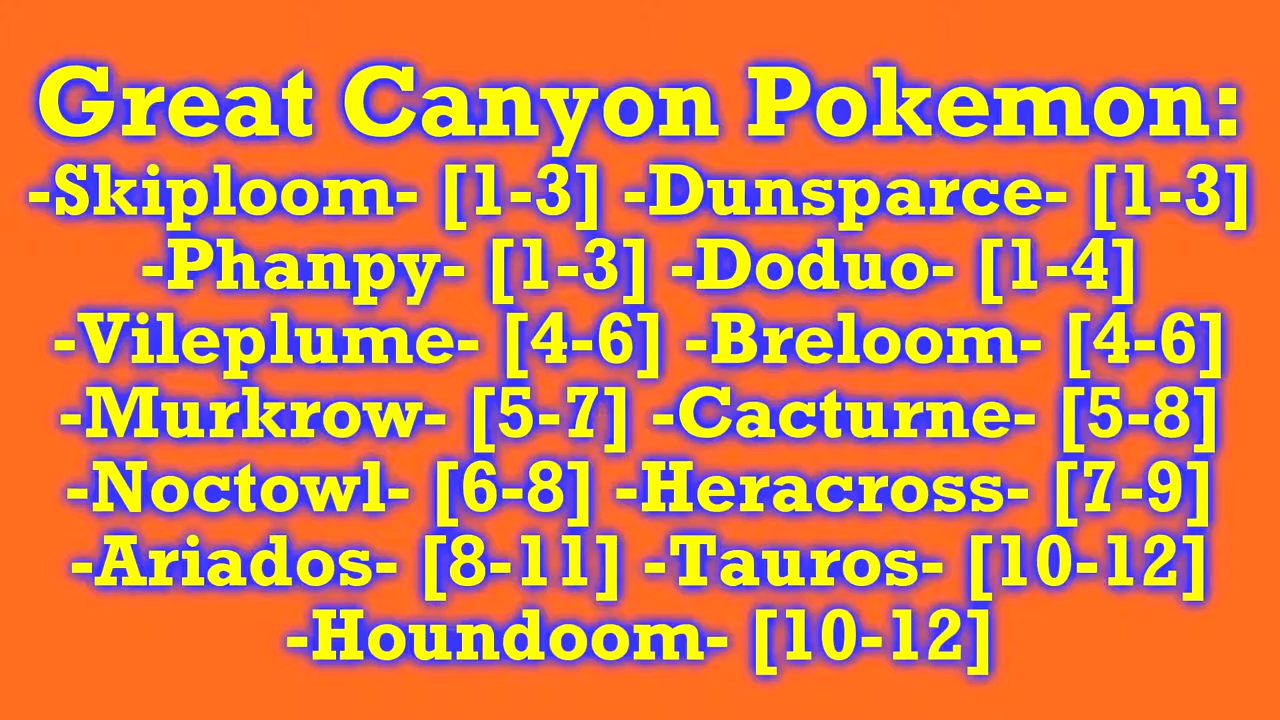 Great Canyon Pokemon:
-Skiploom- [1-3] -Dunsparce- [1-3]
-Phanpy- [1-3] -Doduo- [1-4]
-Vileplume- [4-6] -Breloom- [4-6]
-Murkrow- [5-7] -Cacturne- [5-8]
-Noctowl- [6-8] -Heracross- [7-9]
-Ariados- [8-11] -Tauros- [10-12]
-Houndoom- [10-12]